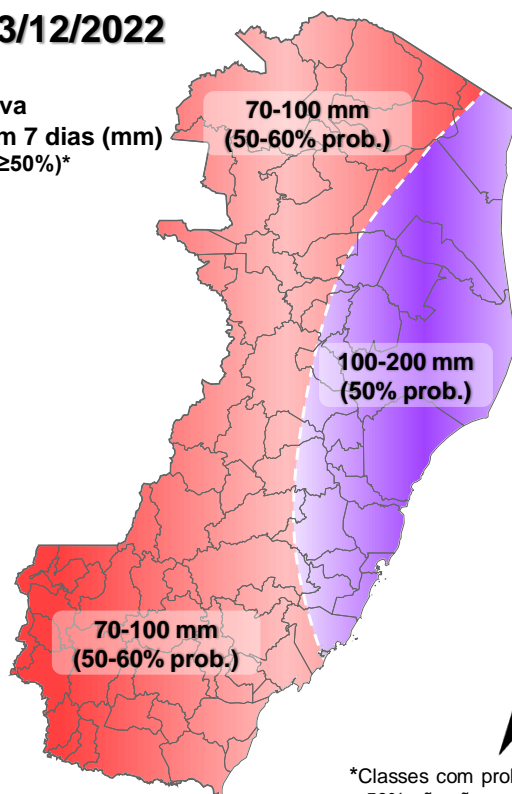 3/12/2022
va
m 7 dias (mm)
≥50%)*
70-100 mm
(50-60% prob.)
100-200 mm
(50% prob.)
70-100 mm
(50-60% prob.)
*Classes com prob